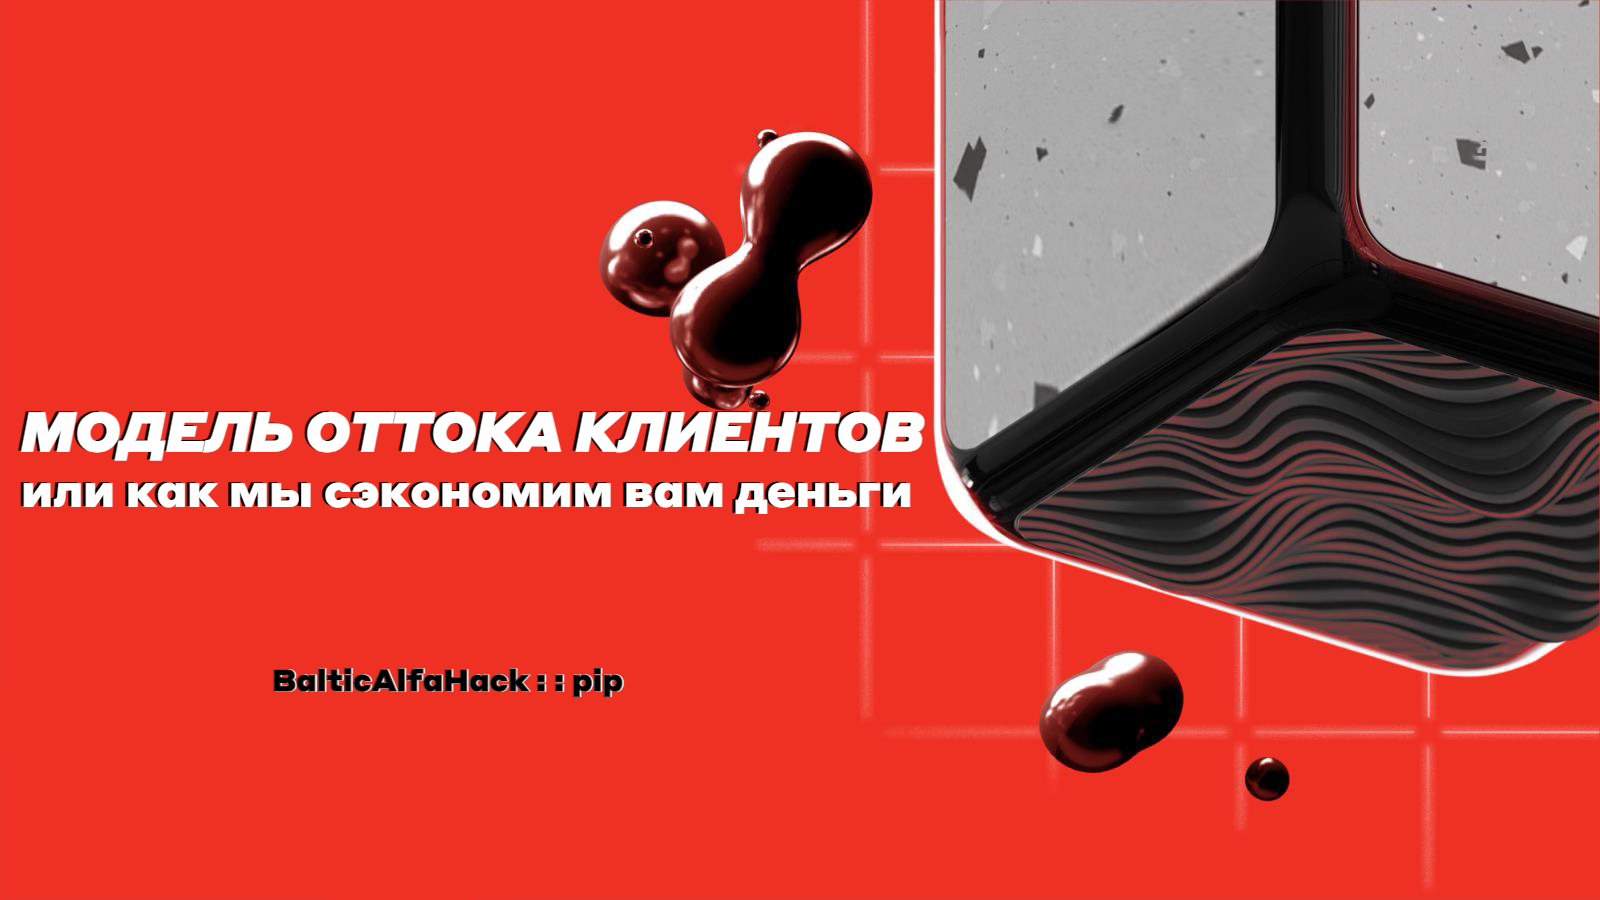 МОДЕЛЬ ОТТОКА КЛИЕНТОВ
или как мы сэкономим вам деньги
BalticAlfaHack : : pip